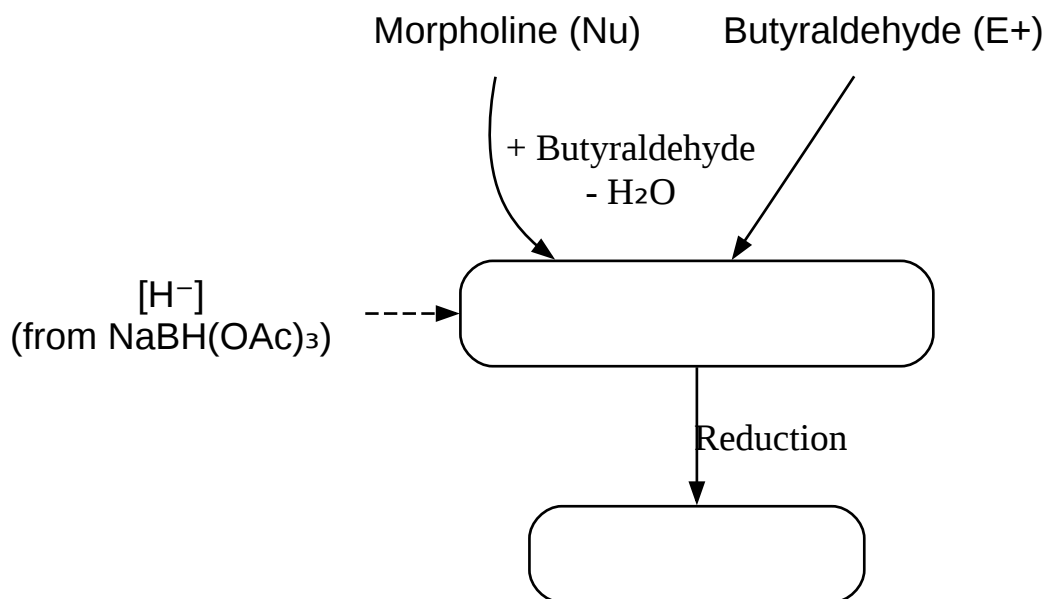 Morpholine (Nu)
Butyraldehyde (E+)
+ Butyraldehyde
- H₂O
[H⁻]
(from NaBH(OAc)₃)
Reduction